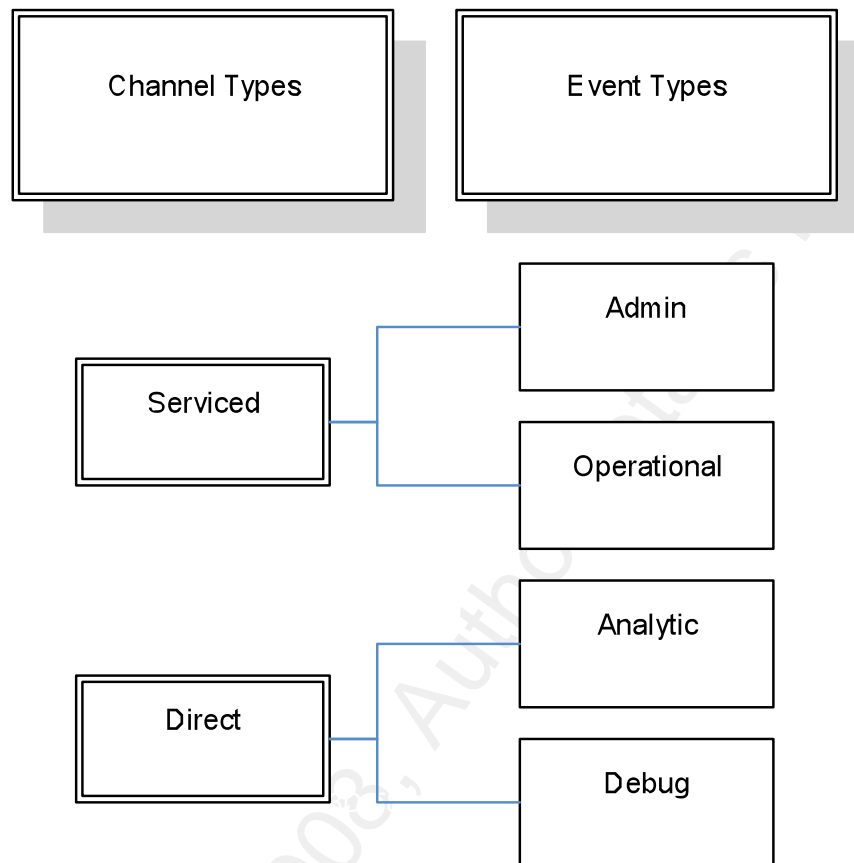 Channel Types
Event Types
Admin
Serviced
Operational
Analytic
Direct
Debug